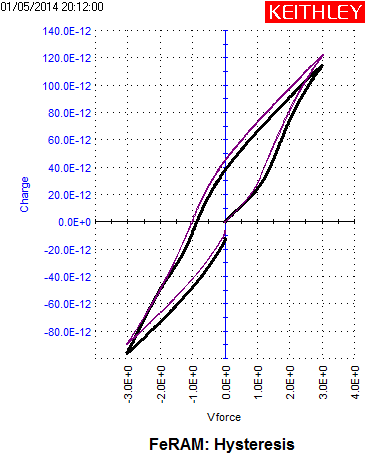 01/05/2014 20:12:00
KEITHLEY
140.0E-12
120.0E-12
100.0E-12
80.0E-12
60.0E-12
40.0E-12
20.0E-12
0.0E+0
-20.0E-12
-40.0E-12
-60.0E-12
-80.0E-12
Charge
-3.0E+0
-2.0E+0
-1.0E+0
0.0E+0
1.0E+0
2.0E+0
3.0E+0
4.0E+0
Vforce
FeRAM: Hysteresis